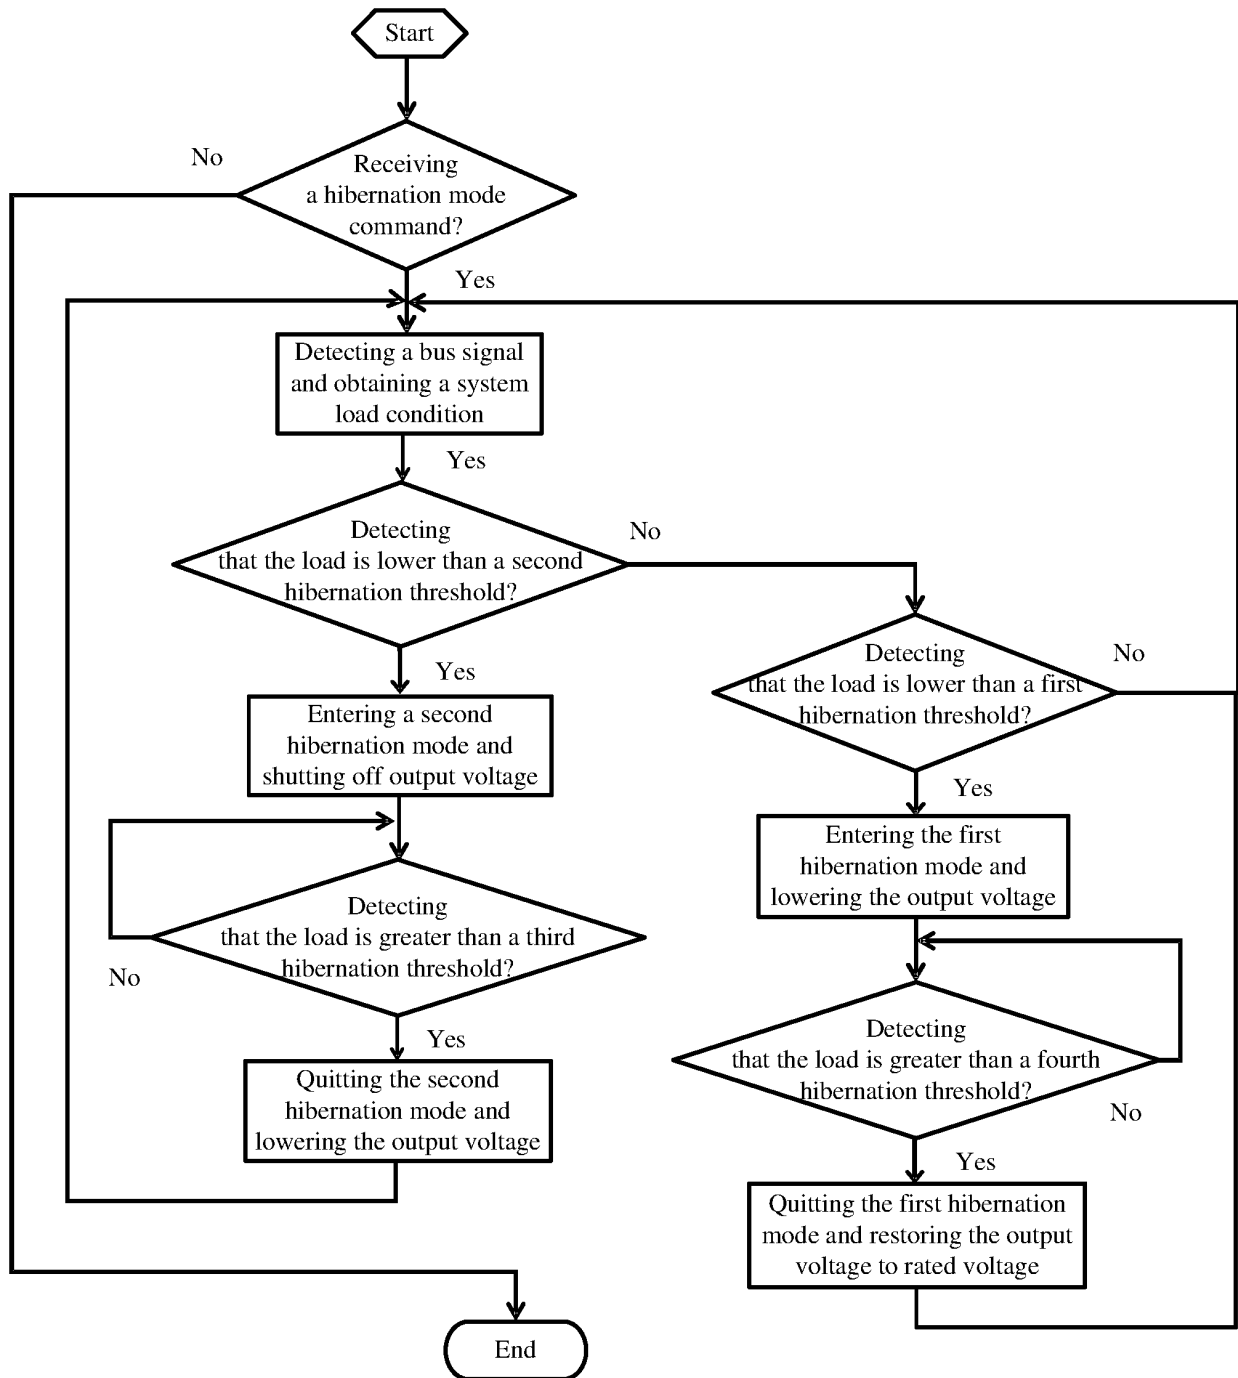 Start
No
Receiving
a hibernation mode
command?
Yes
Detecting a bus signal
and obtaining a system
load condition
Yes
Detecting
that the load is lower than a second
hibernation threshold?
No
Yes
Entering a second
hibernation mode and
shutting off output voltage
Detecting
that the load is greater than a third
hibernation threshold?
No
Yes
Quitting the second
hibernation mode and
lowering the output voltage
Detecting
that the load is lower than a first
hibernation threshold?
No
Yes
Entering the first
hibernation mode and
lowering the output voltage
Detecting
that the load is greater than a fourth
hibernation threshold?
No
Yes
Quitting the first hibernation
mode and restoring the output
voltage to rated voltage
End